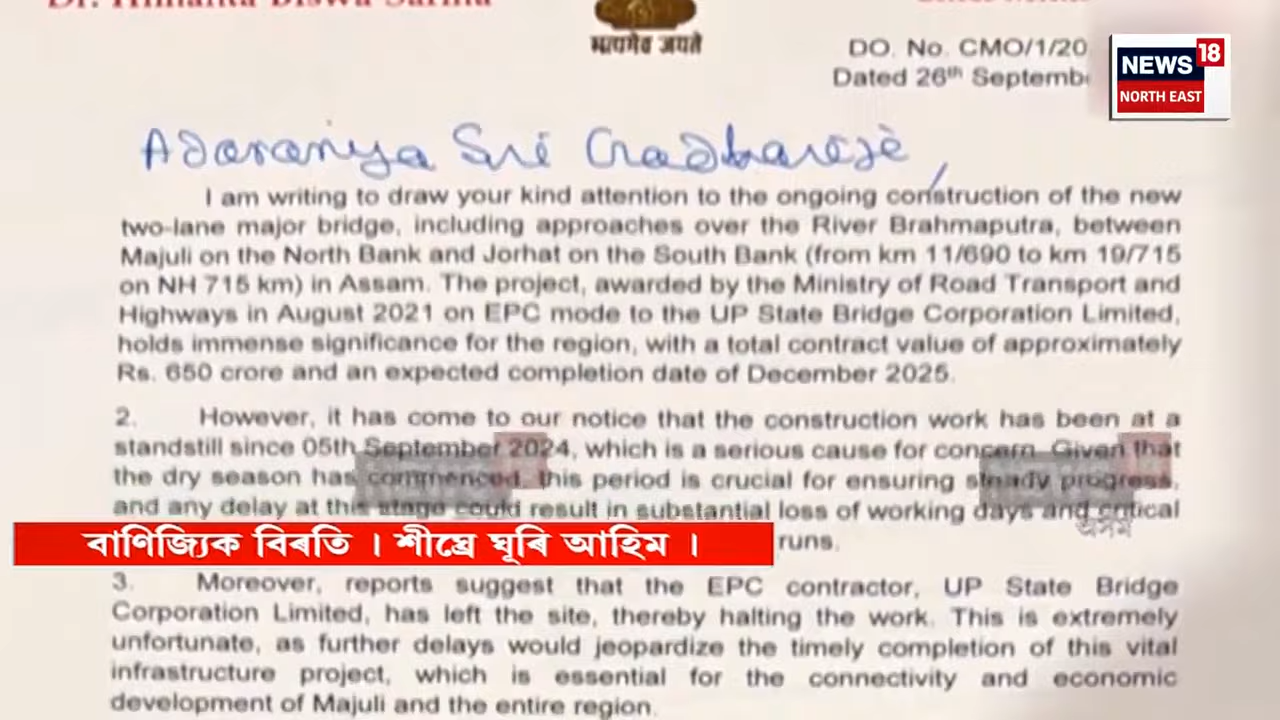 Dr. Himanta Biswa Sarma
सत्यमेव जयते
DO. No. CMO/1/20
Dated 26th Septembe
NEWS 18
NORTH EAST
Adaraniya Sri
I am writing to draw your kind attention to the ongoing construction of the new
two-lane major bridge, including approaches over the River Brahmaputra, between
Majuli on the North Bank and Jorhat on the South Bank (from km 11/690 to km 19/715
on NH 715 km) in Assam. The project, awarded by the Ministry of Road Transport and
Highways in August 2021 on EPC mode to the UP State Bridge Corporation Limited,
holds immense significance for the region, with a total contract value of approximately
Rs. 650 crore and an expected completion date of December 2025.
2. However, it has come to our notice that the construction work has been at a
standstill since 05th September 2024, which is a serious cause for concern. Given that
the dry season has commenced, this period is crucial for ensuring steady progress,
and any delay at this stage could result in substantial loss of working days and critical
অসম
বাণিজ্যিক বিৰতি । শীঘ্ৰে ঘূৰি আহিম ।
runs.
3. Moreover, reports suggest that the EPC contractor, UP State Bridge
Corporation Limited, has left the site, thereby halting the work. This is extremely
unfortunate, as further delays would jeopardize the timely completion of this vital
infrastructure project, which is essential for the connectivity and economic
development of Majuli and the entire region.